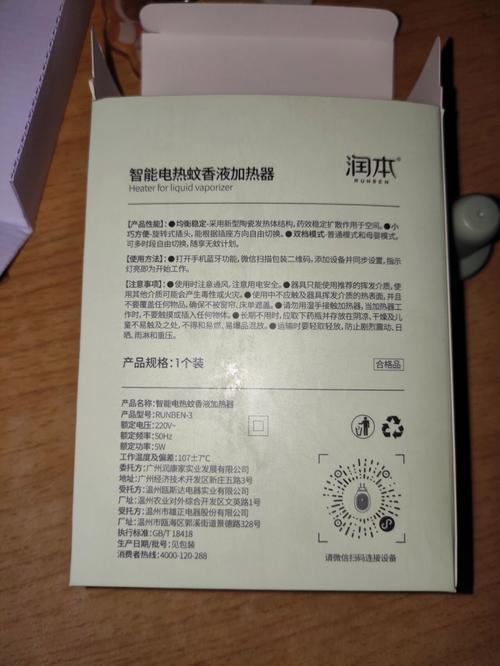 智能电热蚊香液加热器
Heater for liquid vaporizer
润本®
RUNBEN
【产品性能】：●均衡稳定-采用新型陶瓷发热体结构，药效稳定扩散作用于空间。●小
巧方便-旋转式插头，能根据插座方向自由切换。●双档模式-普通模式和母婴模式，
可多时段自由切换，随享无蚊计划。
【使用方法】：●打开手机蓝牙功能，微信扫描包装二维码，添加设备并同步设置，指示
灯亮即为开始工作。
【注意事项】：●使用时注意通风，注意用电安全。●器具只能使用推荐的挥发介质，使
用其他介质可能会产生毒性或火灾。●使用中不应触及器具挥发介质的热表面，并且
不要覆盖任何物品，确保不被窗帘、床单遮盖。●请勿用湿手接触加热器，当加热器工
作时，不要触摸或插入任何物体。●长期不用时，应取下药瓶并存放在阴凉、干燥及儿
童不易触及之处，不得和易燃、易爆品混放。●运输时要轻装轻放，防止剧烈震动、日
晒、雨淋和重压。
产品规格：1个装
合格品
产品名称：智能电热蚊香液加热器
产品型号：RUNBEN-3
额定电压：220V~
额定频率：50Hz
额定功率：5W
工作温度及偏差：107±7℃
委托方：广州润康家实业发展有限公司
地址：广州经济技术开发区新庄五路3号
受托方：温州瓯斯达电器实业有限公司
厂址：温州农业对外综合开发区文英路1号
受托方：温州市雄正电器股份有限公司
厂址：温州市瓯海区郭溪街道景德路328号
执行标准：GB/T 18418
生产日期/批号：见包装
消费者热线：4000-120-288
请微信扫码连接设备